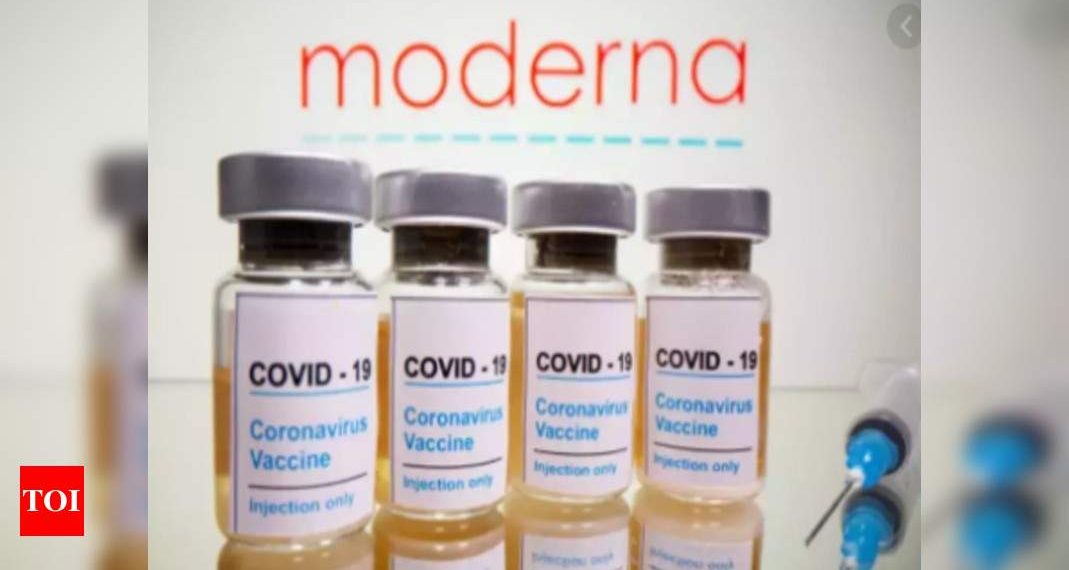 moderna
COVID - 19
Coronavirus
Vaccine
Injection only
COVID - 19
Coronavirus
Vaccine
Injection only
COVID - 19
Coronavirus
Vaccine
Injection only
COVID - 19
Coronavirus
Vaccine
Injection only
TOI